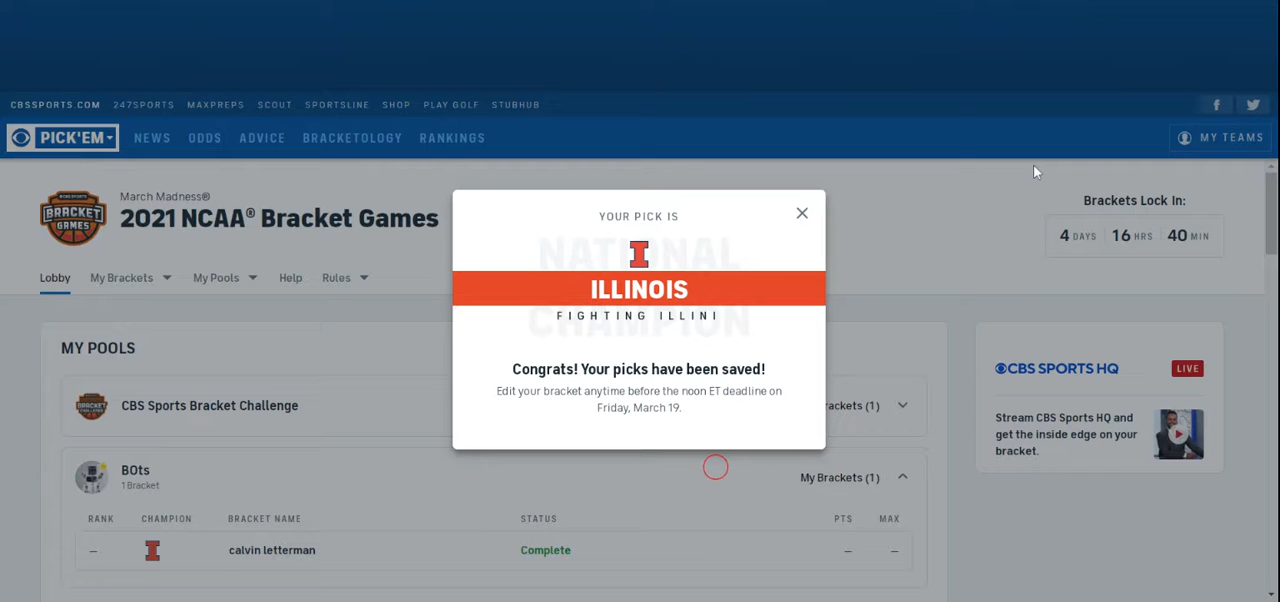 CBSSPORTS.COM 247SPORTS MAXPREPS SCOUT SPORTSLINE SHOP PLAY GOLF STUBHUB
PICK'EM NEWS ODDS ADVICE BRACKETOLOGY RANKINGS MY TEAMS
March Madness®
2021 NCAA® Bracket Games
BRACKET
GAMES
Brackets Lock In:
4 DAYS 16 HRS 40 MIN
Lobby My Brackets My Pools Help Rules
YOUR PICK IS
NATIONAL
ILLINOIS
FIGHTING ILLINI
CHAMPION
Congrats! Your picks have been saved!
Edit your bracket anytime before the noon ET deadline on
Friday, March 19.
MY POOLS
CBS Sports Bracket Challenge
rackets (1)
BOts
1 Bracket
My Brackets (1)
RANK CHAMPION BRACKET NAME STATUS PTS MAX
– calvin letterman Complete – –
CBS SPORTS HQ LIVE
Stream CBS Sports HQ and
get the inside edge on your
bracket.